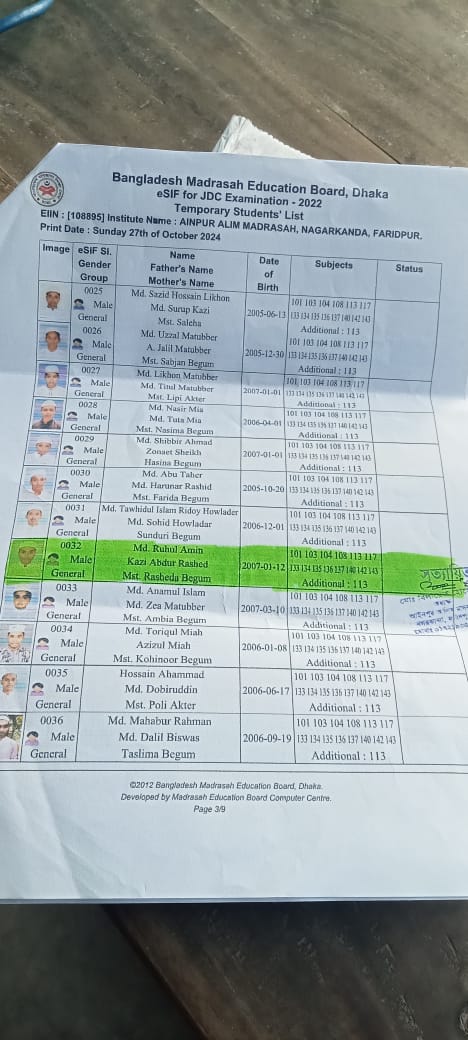 Bangladesh Madrasah Education Board, Dhaka
eSIF for JDC Examination - 2022
Temporary Students' List
EIIN : [108895] Institute Name : AINPUR ALIM MADRASAH, NAGARKANDA, FARIDPUR.
Print Date : Sunday 27th of October 2024
Image eSIF Sl. Gender Group Name Father's Name Mother's Name Date of Birth Subjects Status
0025 Md. Sazid Hossain Likhon 101 103 104 108 113 117
Male Md. Surap Kazi 2005-06-13 133 134 135 136 137 140 142 143
General Mst. Saleha Additional : 113
0026 Md. Uzzal Matubber 101 103 104 108 113 117
Male A. Jalil Matubber 2005-12-30 133 134 135 136 137 140 142 143
General Mst. Sabjan Begum Additional : 113
0027 Md. Likhon Matubber 101 103 104 108 113 117
Male Md. Titul Matubber 2007-01-01 133 134 135 136 137 140 142 143
General Mst. Lipi Akter Additional : 113
0028 Md. Nasir Mia 101 103 104 108 113 117
Male Md. Tuta Mia 2006-04-01 133 134 135 136 137 140 142 143
General Mst. Nasima Begum Additional : 113
0029 Md. Shibbir Ahmad 101 103 104 108 113 117
Male Zonaet Sheikh 2007-01-01 133 134 135 136 137 140 142 143
General Hasina Begum Additional : 113
0030 Md. Abu Taher 101 103 104 108 113 117
Male Md. Harunar Rashid 2005-10-20 133 134 135 136 137 140 142 143
General Mst. Farida Begum Additional : 113
0031 Md. Tawhidul Islam Ridoy Howlader 101 103 104 108 113 117
Male Md. Sohid Howladar 2006-12-01 133 134 135 136 137 140 142 143
General Sunduri Begum Additional : 113
0032 Md. Ruhul Amin 101 103 104 108 113 117
Male Kazi Abdur Rashed 2007-01-12 133 134 135 136 137 140 142 143
General Mst. Rasheda Begum Additional : 113
0033 Md. Anamul Islam 101 103 104 108 113 117
Male Md. Zea Matubber 2007-03-10 133 134 135 136 137 140 142 143
General Mst. Ambia Begum Additional : 113
0034 Md. Toriqul Miah 101 103 104 108 113 117
Male Azizul Miah 2006-01-08 133 134 135 136 137 140 142 143
General Mst. Kohinoor Begum Additional : 113
0035 Hossain Ahammad 101 103 104 108 113 117
Male Md. Dobiruddin 2006-06-17 133 134 135 136 137 140 142 143
General Mst. Poli Akter Additional : 113
0036 Md. Mahabur Rahman 101 103 104 108 113 117
Male Md. Dalil Biswas 2006-09-19 133 134 135 136 137 140 142 143
General Taslima Begum Additional : 113
©2012 Bangladesh Madrasah Education Board, Dhaka.
Developed by Madrasah Education Board Computer Centre.
Page 3/9